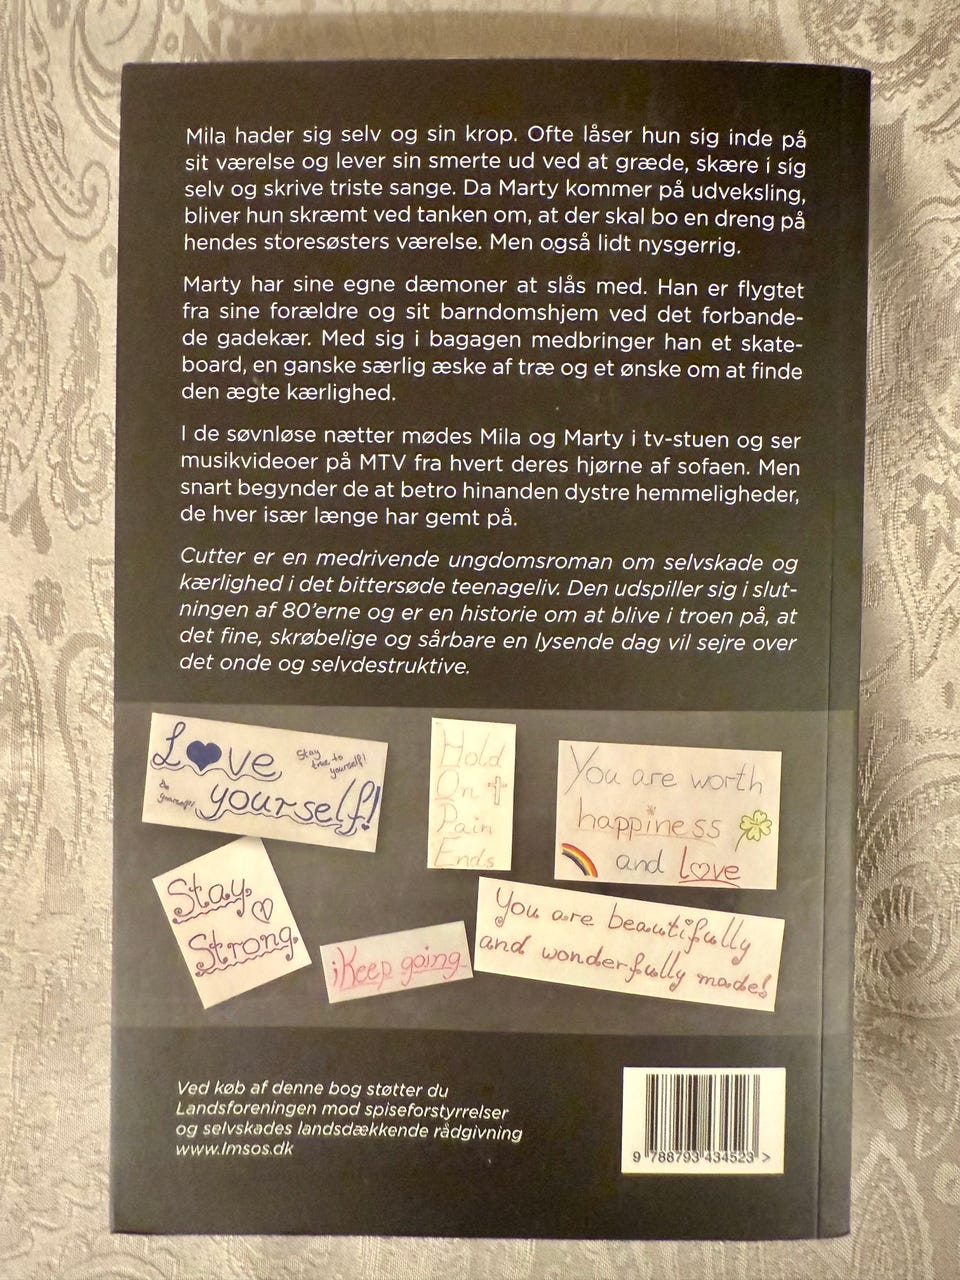 Mila hader sig selv og sin krop. Ofte låser hun sig inde på
sit værelse og lever sin smerte ud ved at græde, skære i sig
selv og skrive triste sange. Da Marty kommer på udveksling,
bliver hun skræmt ved tanken om, at der skal bo en dreng på
hendes storesøsters værelse. Men også lidt nysgerrig.
Marty har sine egne dæmoner at slås med. Han er flygtet
fra sine forældre og sit barndomshjem ved det forbande-
de gadekær. Med sig i bagagen medbringer han et skate-
board, en ganske særlig æske af træ og et ønske om at finde
den ægte kærlighed.
I de søvnløse nætter mødes Mila og Marty i tv-stuen og ser
musikvideoer på MTV fra hvert deres hjørne af sofaen. Men
snart begynder de at betro hinanden dystre hemmeligheder,
de hver især længe har gemt på.
Cutter er en medrivende ungdomsroman om selvskade og
kærlighed i det bittersøde teenageliv. Den udspiller sig i slut-
ningen af 80'erne og er en historie om at blive i troen på, at
det fine, skrøbelige og sårbare en lysende dag vil sejre over
det onde og selvdestruktive.
Love
yourself!
Stay
true to
yourself!
Be
yourself!
Hold
On
Pain
Ends
You are worth
happiness
and Love
Stay
Strong
¡Keep going
You are beautifully
and wonderfully made!
Ved køb af denne bog støtter du
Landsforeningen mod spiseforstyrrelser
og selvskades landsdækkende rådgivning
www.lmsos.dk
9 788793 434523 >